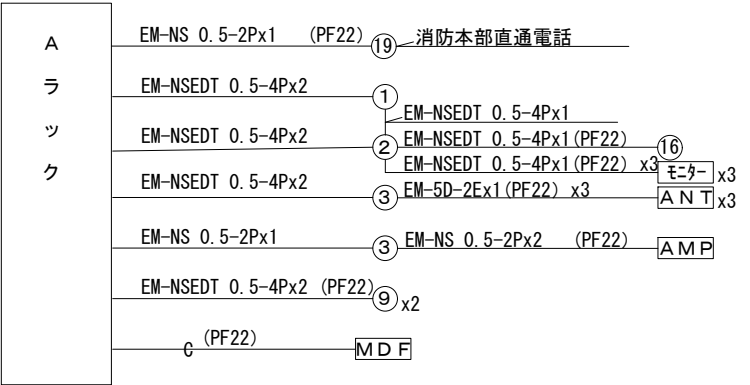 Aラック
EM-NS 0.5-2Px1 (PF22) 19 消防本部直通電話
EM-NSEDT 0.5-4Px2 1
EM-NSEDT 0.5-4Px1
EM-NSEDT 0.5-4Px2 2 EM-NSEDT 0.5-4Px1(PF22) 16
EM-NSEDT 0.5-4Px1(PF22) x3 ﾓﾆﾀｰ x3
EM-NSEDT 0.5-4Px2 3 EM-5D-2Ex1(PF22) x3 ANT x3
EM-NS 0.5-2Px1 3 EM-NS 0.5-2Px2 (PF22) AMP
EM-NSEDT 0.5-4Px2 (PF22) 9 x2
C (PF22) MDF